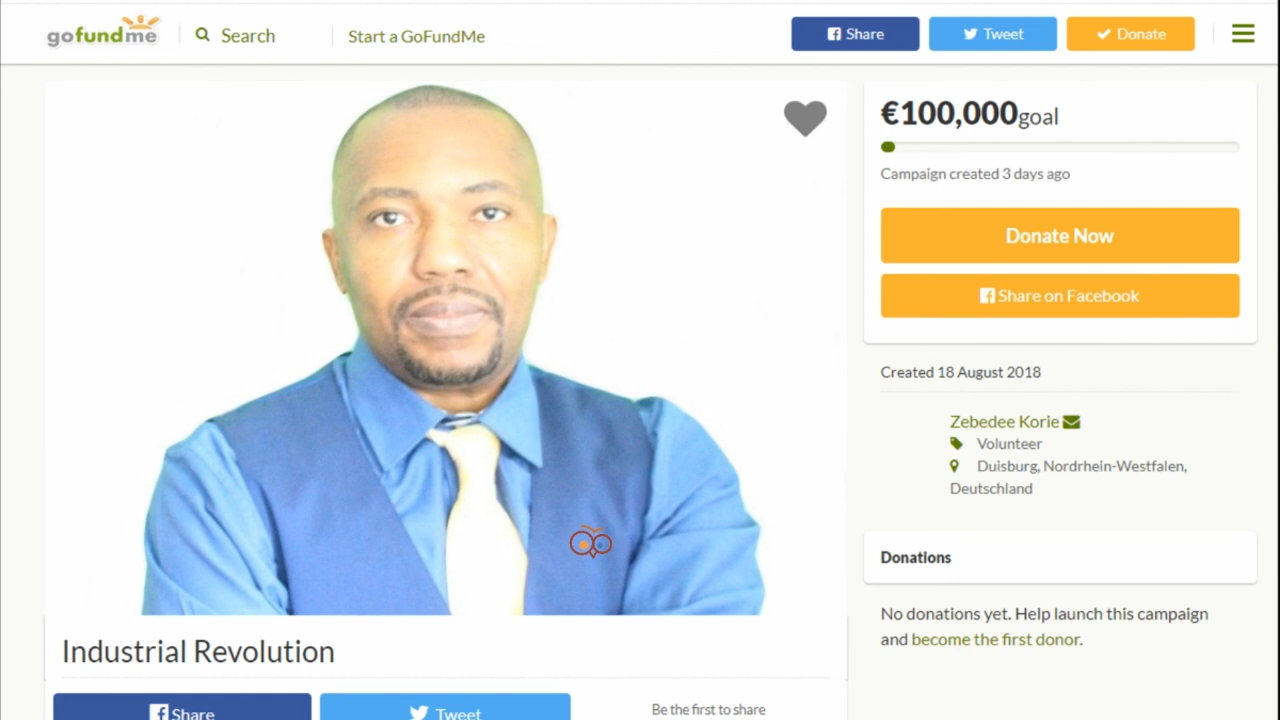 gofundme
Search
Start a GoFundMe
Share
Tweet
Donate
€100,000goal
Campaign created 3 days ago
Donate Now
Share on Facebook
Created 18 August 2018
Zebedee Korie
Volunteer
Duisburg, Nordrhein-Westfalen,
Deutschland
Donations
No donations yet. Help launch this campaign
and become the first donor.
Industrial Revolution
Share
Tweet
Be the first to share